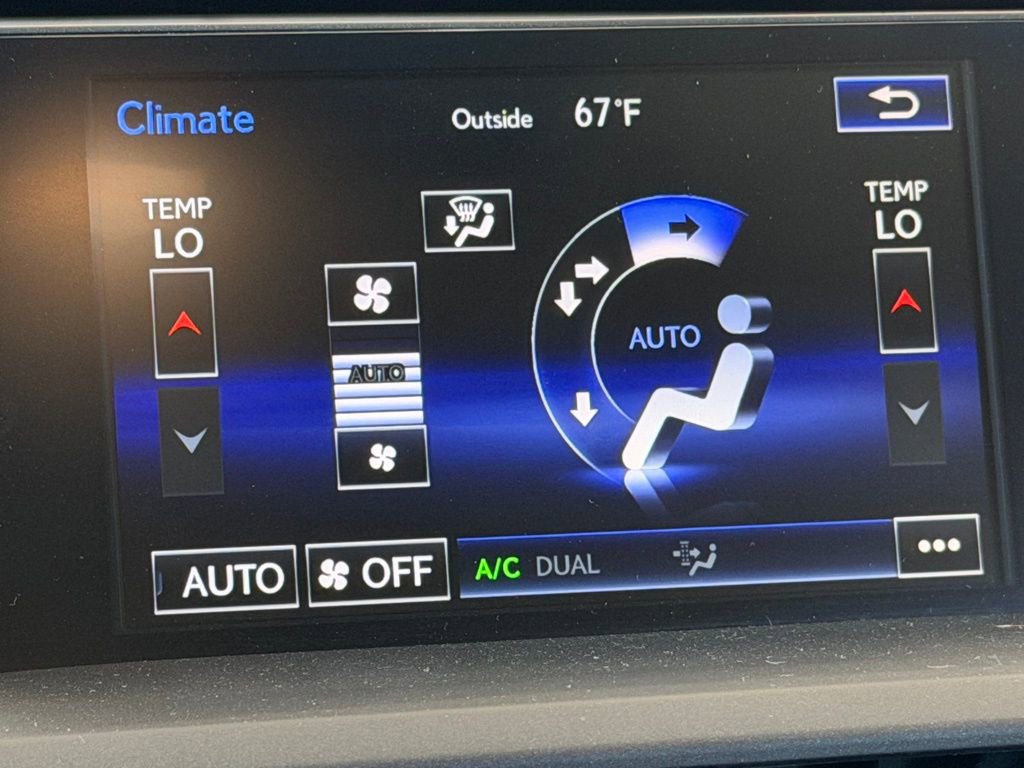 Climate
Outside 67°F
TEMP
LO
TEMP
LO
AUTO
AUTO
AUTO
OFF
A/C DUAL